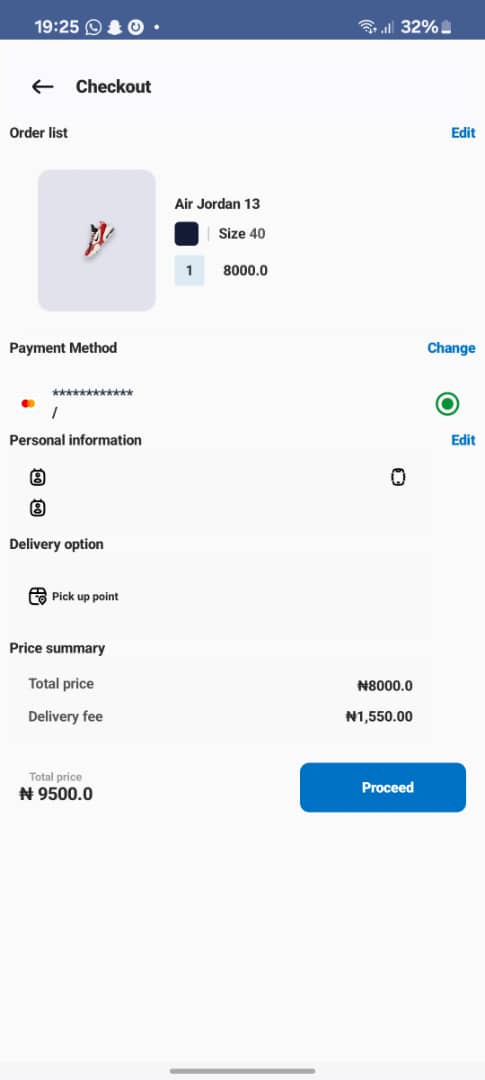 19:25 32%
Checkout
Order list Edit
Air Jordan 13
Size 40
1 8000.0
Payment Method Change
************
/
Personal information Edit
Delivery option
Pick up point
Price summary
Total price ₦8000.0
Delivery fee ₦1,550.00
Total price
₦ 9500.0
Proceed